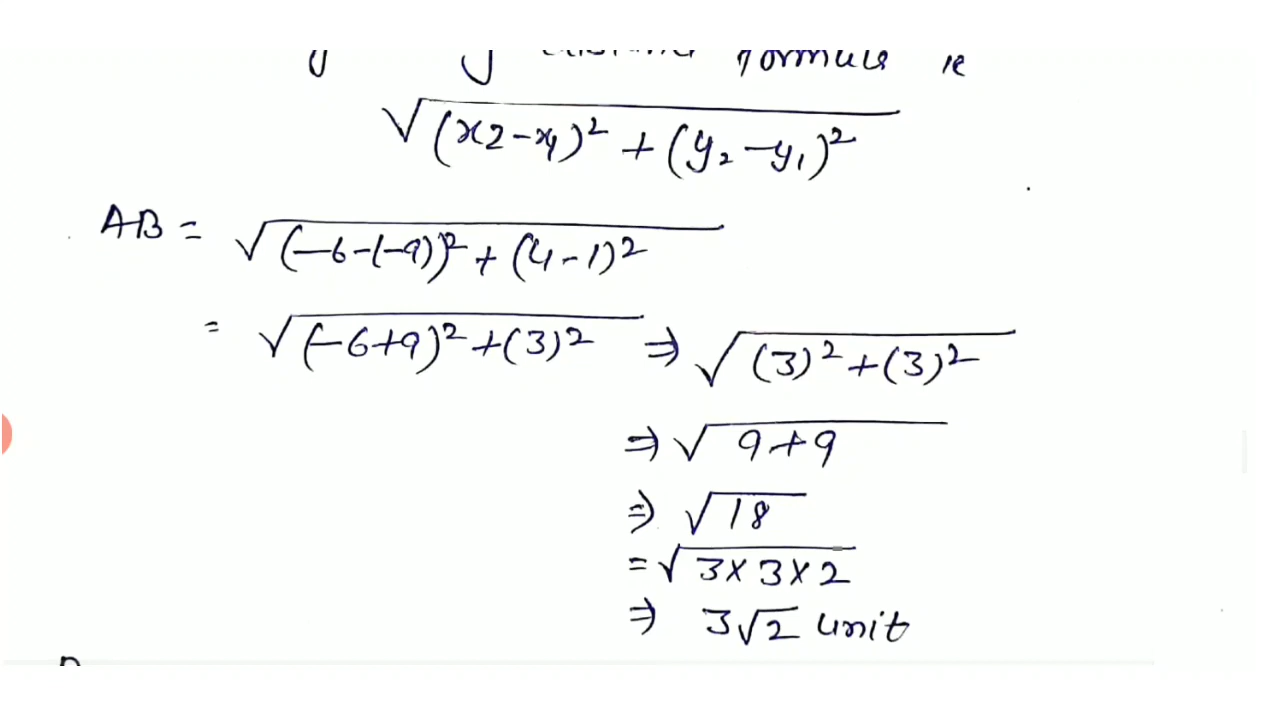 formula is
√(x2-x1)² + (y₂-y₁)²
AB = √(-6-(-9))² + (4-1)²
= √(-6+9)²+(3)² ⇒ √(3)²+(3)²
⇒ √9+9
⇒ √18
= √3×3×2
⇒ 3√2 unit